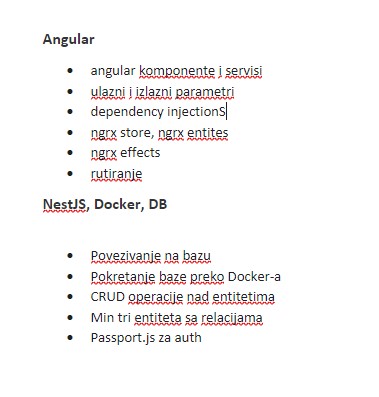 Angular
• angular komponente i servisi
• ulazni i izlazni parametri
• dependency injectionS
• ngrx store, ngrx entites
• ngrx effects
• rutiranje
NestJS, Docker, DB
• Povezivanje na bazu
• Pokretanje baze preko Docker-a
• CRUD operacije nad entitetima
• Min tri entiteta sa relacijama
• Passport.js za auth